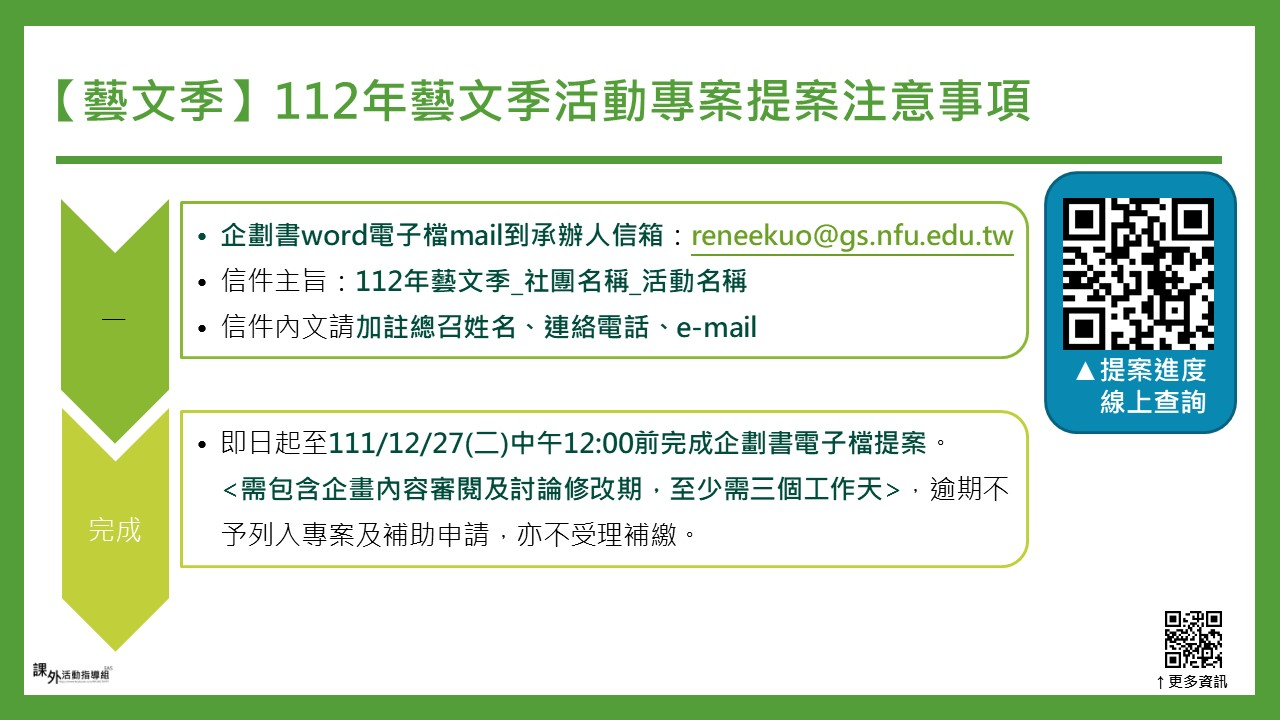 【藝文季】112年藝文季活動專案提案注意事項
一
• 企劃書word電子檔mail到承辦人信箱：reneekuo@gs.nfu.edu.tw
• 信件主旨：112年藝文季_社團名稱_活動名稱
• 信件內文請加註總召姓名、連絡電話、e-mail
▲提案進度
線上查詢
完成
• 即日起至111/12/27(二)中午12:00前完成企劃書電子檔提案。
<需包含企畫內容審閱及討論修改期，至少需三個工作天>，逾期不
予列入專案及補助申請，亦不受理補繳。
課外活動指導組
↑更多資訊